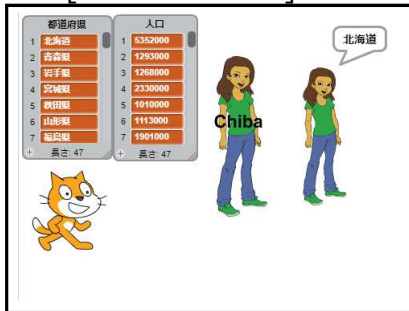 都道府県
1 北海道
2 青森県
3 岩手県
4 宮城県
5 秋田県
6 山形県
7 福島県
+ 長さ: 47
人口
1 5352000
2 1293000
3 1268000
4 2330000
5 1010000
6 1113000
7 1901000
+ 長さ: 47
北海道
Chiba